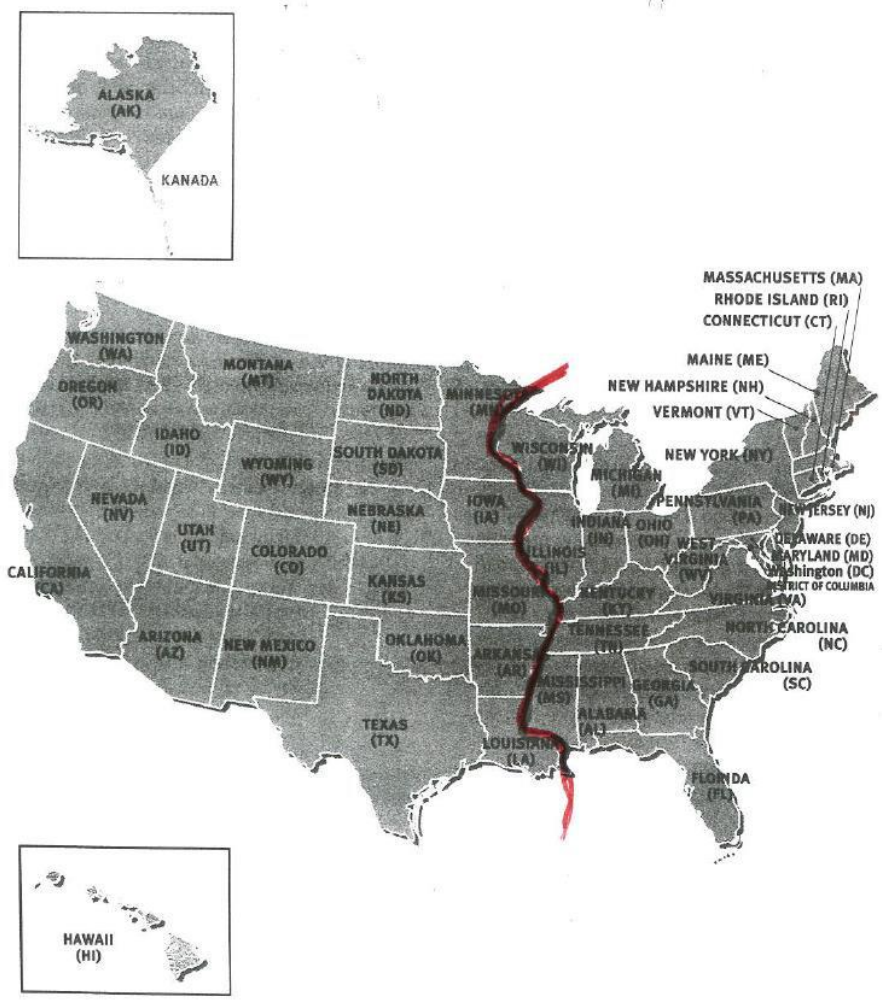 ALASKA
(AK)
KANADA
MASSACHUSETTS (MA)
RHODE ISLAND (RI)
CONNECTICUT (CT)
MAINE (ME)
NEW HAMPSHIRE (NH)
VERMONT (VT)
WASHINGTON
(WA)
MONTANA
(MT)
NORTH
DAKOTA
(ND)
MINNESO
(MN)
OREGON
(OR)
IDAHO
(ID)
WYOMING
(WY)
SOUTH DAKOTA
(SD)
WISCONSIN
(WI)
MICHIGAN
(MI)
NEW YORK (NY)
NEVADA
(NV)
UTAH
(UT)
COLORADO
(CO)
NEBRASKA
(NE)
IOWA
(IA)
ILLINOIS
(IL)
INDIANA
(IN)
OHIO
(OH)
PENNSYLVANIA
(PA)
NEW JERSEY (NJ)
DELAWARE (DE)
MARYLAND (MD)
Washington (DC)
DISTRICT OF COLUMBIA
WEST
VIRGINIA
(WV)
VIRGINIA (VA)
CALIFORNIA
(CA)
KANSAS
(KS)
MISSOURI
(MO)
KENTUCKY
(KY)
ARIZONA
(AZ)
NEW MEXICO
(NM)
OKLAHOMA
(OK)
ARKANSA
(AR)
TENNESSEE
(TN)
NORTH CAROLINA
(NC)
SOUTH CAROLINA
(SC)
TEXAS
(TX)
LOUISIANA
(LA)
MISSISSIPPI
(MS)
ALABAMA
(AL)
GEORGIA
(GA)
FLORIDA
(FL)
HAWAII
(HI)